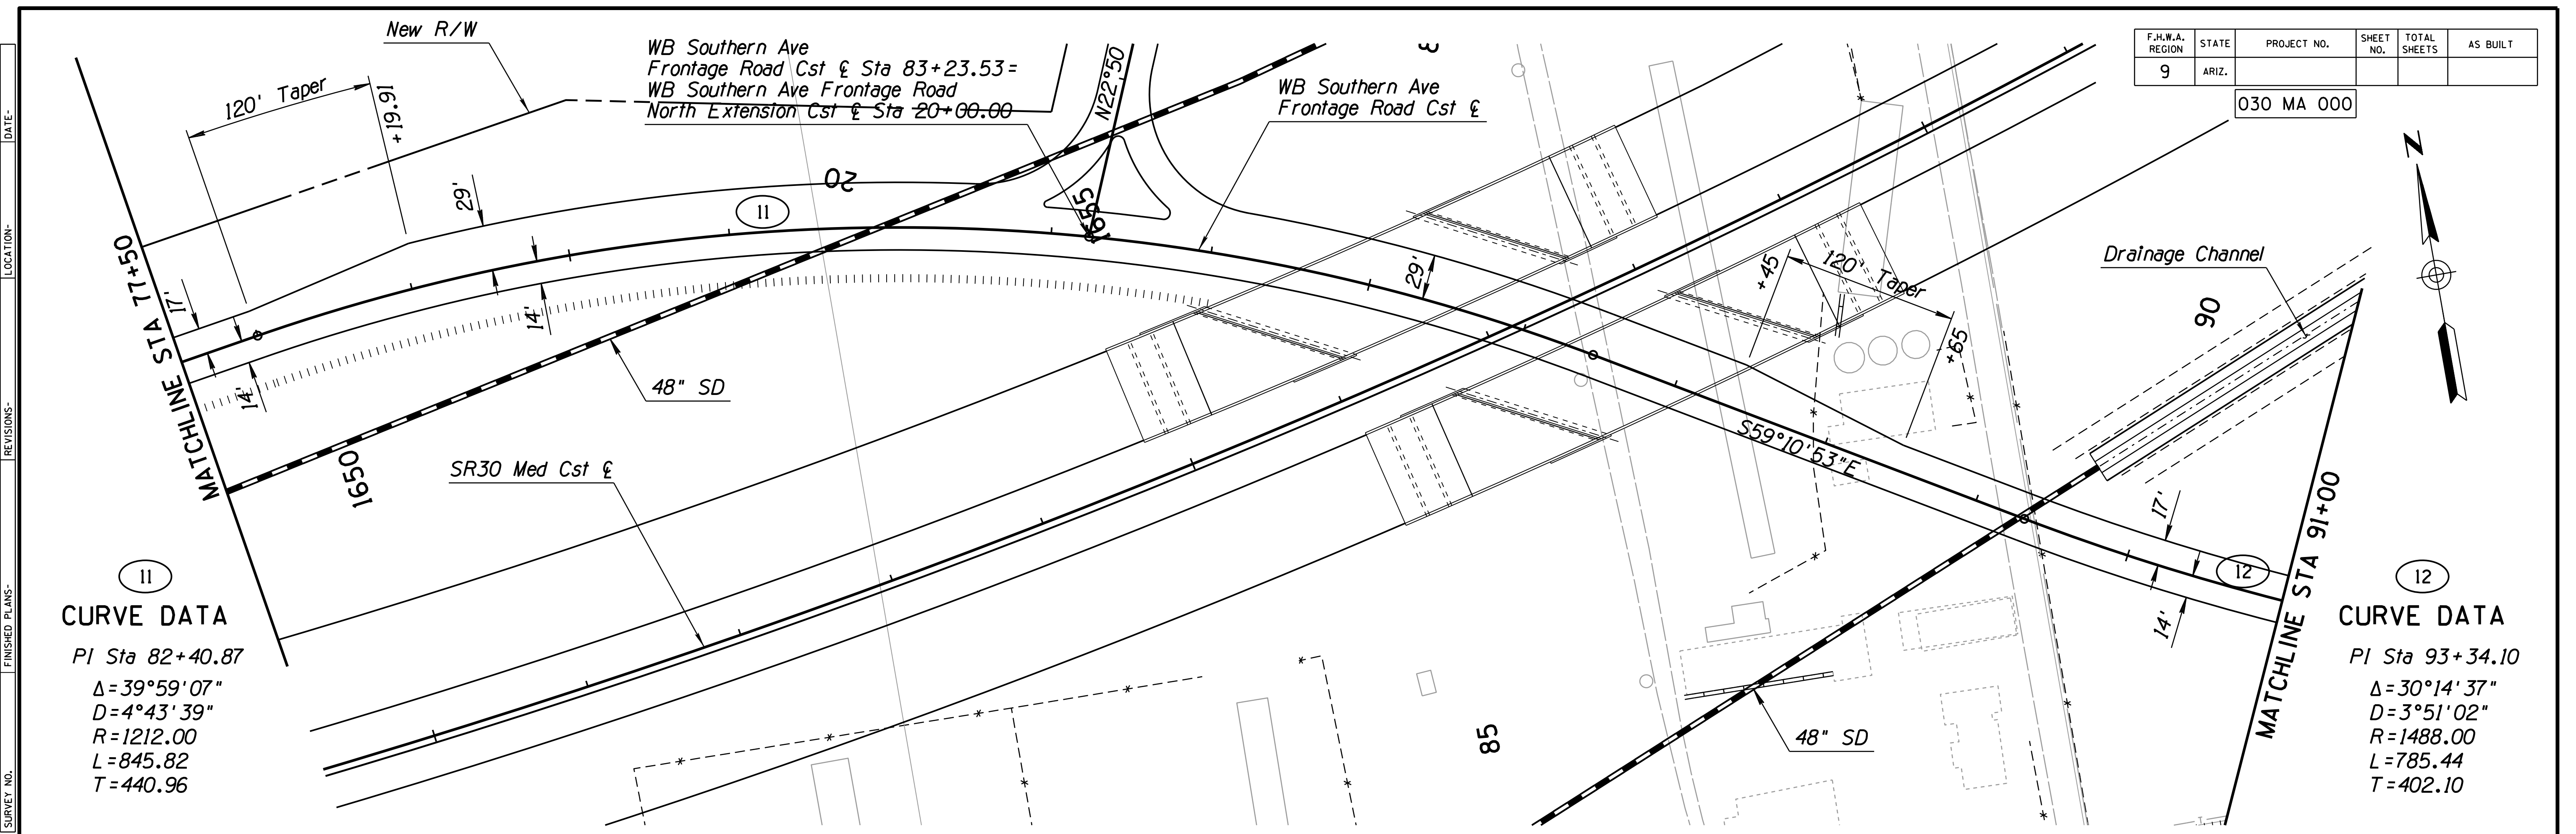 New R/W
120' Taper
+19.91
WB Southern Ave
Frontage Road Cst ℄ Sta 83+23.53=
WB Southern Ave Frontage Road
North Extension Cst ℄ Sta 20+00.00
N22°50
WB Southern Ave
Frontage Road Cst ℄
F.H.W.A. REGION
STATE
PROJECT NO.
SHEET NO.
TOTAL SHEETS
AS BUILT
9
ARIZ.
030 MA 000
N
DATE-
LOCATION-
REVISIONS-
FINISHED PLANS-
SURVEY NO.
MATCHLINE STA 77+50
17'
29'
14'
14'
20
11
1655
29'
+45
120' Taper
+65
Drainage Channel
90
48" SD
1650
SR30 Med Cst ℄
S59°10'53"E
17'
14'
12
MATCHLINE STA 91+00
85
48" SD
11
CURVE DATA
PI Sta 82+40.87
Δ=39°59'07"
D=4°43'39"
R=1212.00
L=845.82
T=440.96
12
CURVE DATA
PI Sta 93+34.10
Δ=30°14'37"
D=3°51'02"
R=1488.00
L=785.44
T=402.10